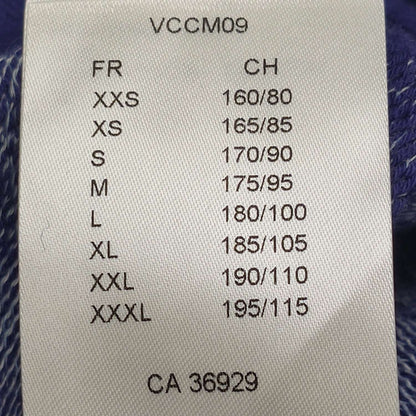 VCCM09
FR CH
XXS 160/80
XS 165/85
S 170/90
M 175/95
L 180/100
XL 185/105
XXL 190/110
XXXL 195/115
CA 36929